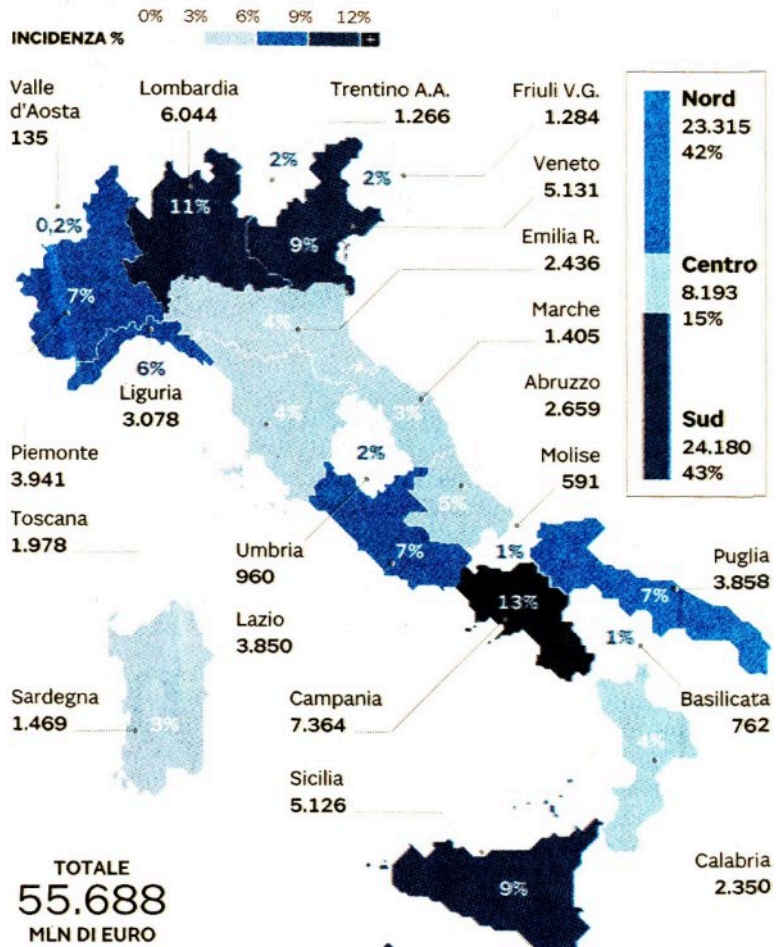 0% 3% 6% 9% 12%
INCIDENZA % +
Valle
d'Aosta
135
Lombardia
6.044
Trentino A.A.
1.266
Friuli V.G.
1.284
Veneto
5.131
Emilia R.
2.436
Marche
1.405
Abruzzo
2.659
Molise
591
Nord
23.315
42%
Centro
8.193
15%
Sud
24.180
43%
2%
2%
0,2%
11%
9%
7%
4%
6%
Liguria
3.078
4%
3%
2%
5%
Piemonte
3.941
Toscana
1.978
Umbria
960
7%
1%
Puglia
3.858
7%
13%
1%
Lazio
3.850
Sardegna
1.469
3%
Campania
7.364
Basilicata
762
4%
Sicilia
5.126
9%
Calabria
2.350
TOTALE
55.688
MLN DI EURO